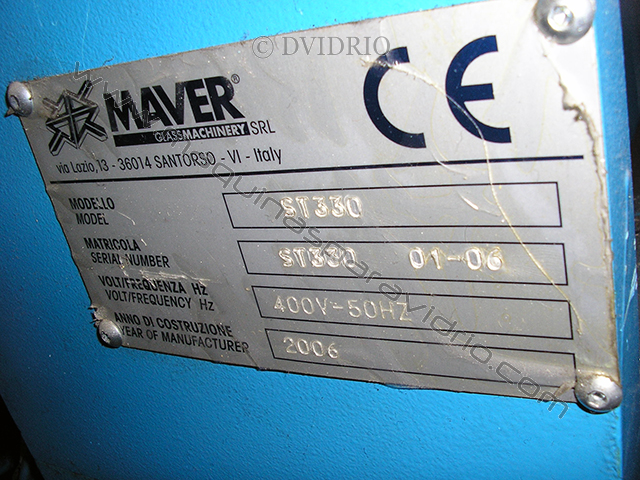 © DVIDRIO
MAVER®
GLASSMACHINERY SRL
via Lazio,13 - 36014 SANTORSO - VI - Italy
CE
MODELLO
MODEL
ST330
MATRICOLA
SERIAL NUMBER
ST330 01-06
VOLT/FREQUENZA Hz
VOLT/FREQUENCY Hz
400V-50HZ
ANNO DI COSTRUZIONE
YEAR OF MANUFACTURER
2006
www.maquinasparavidrio.com